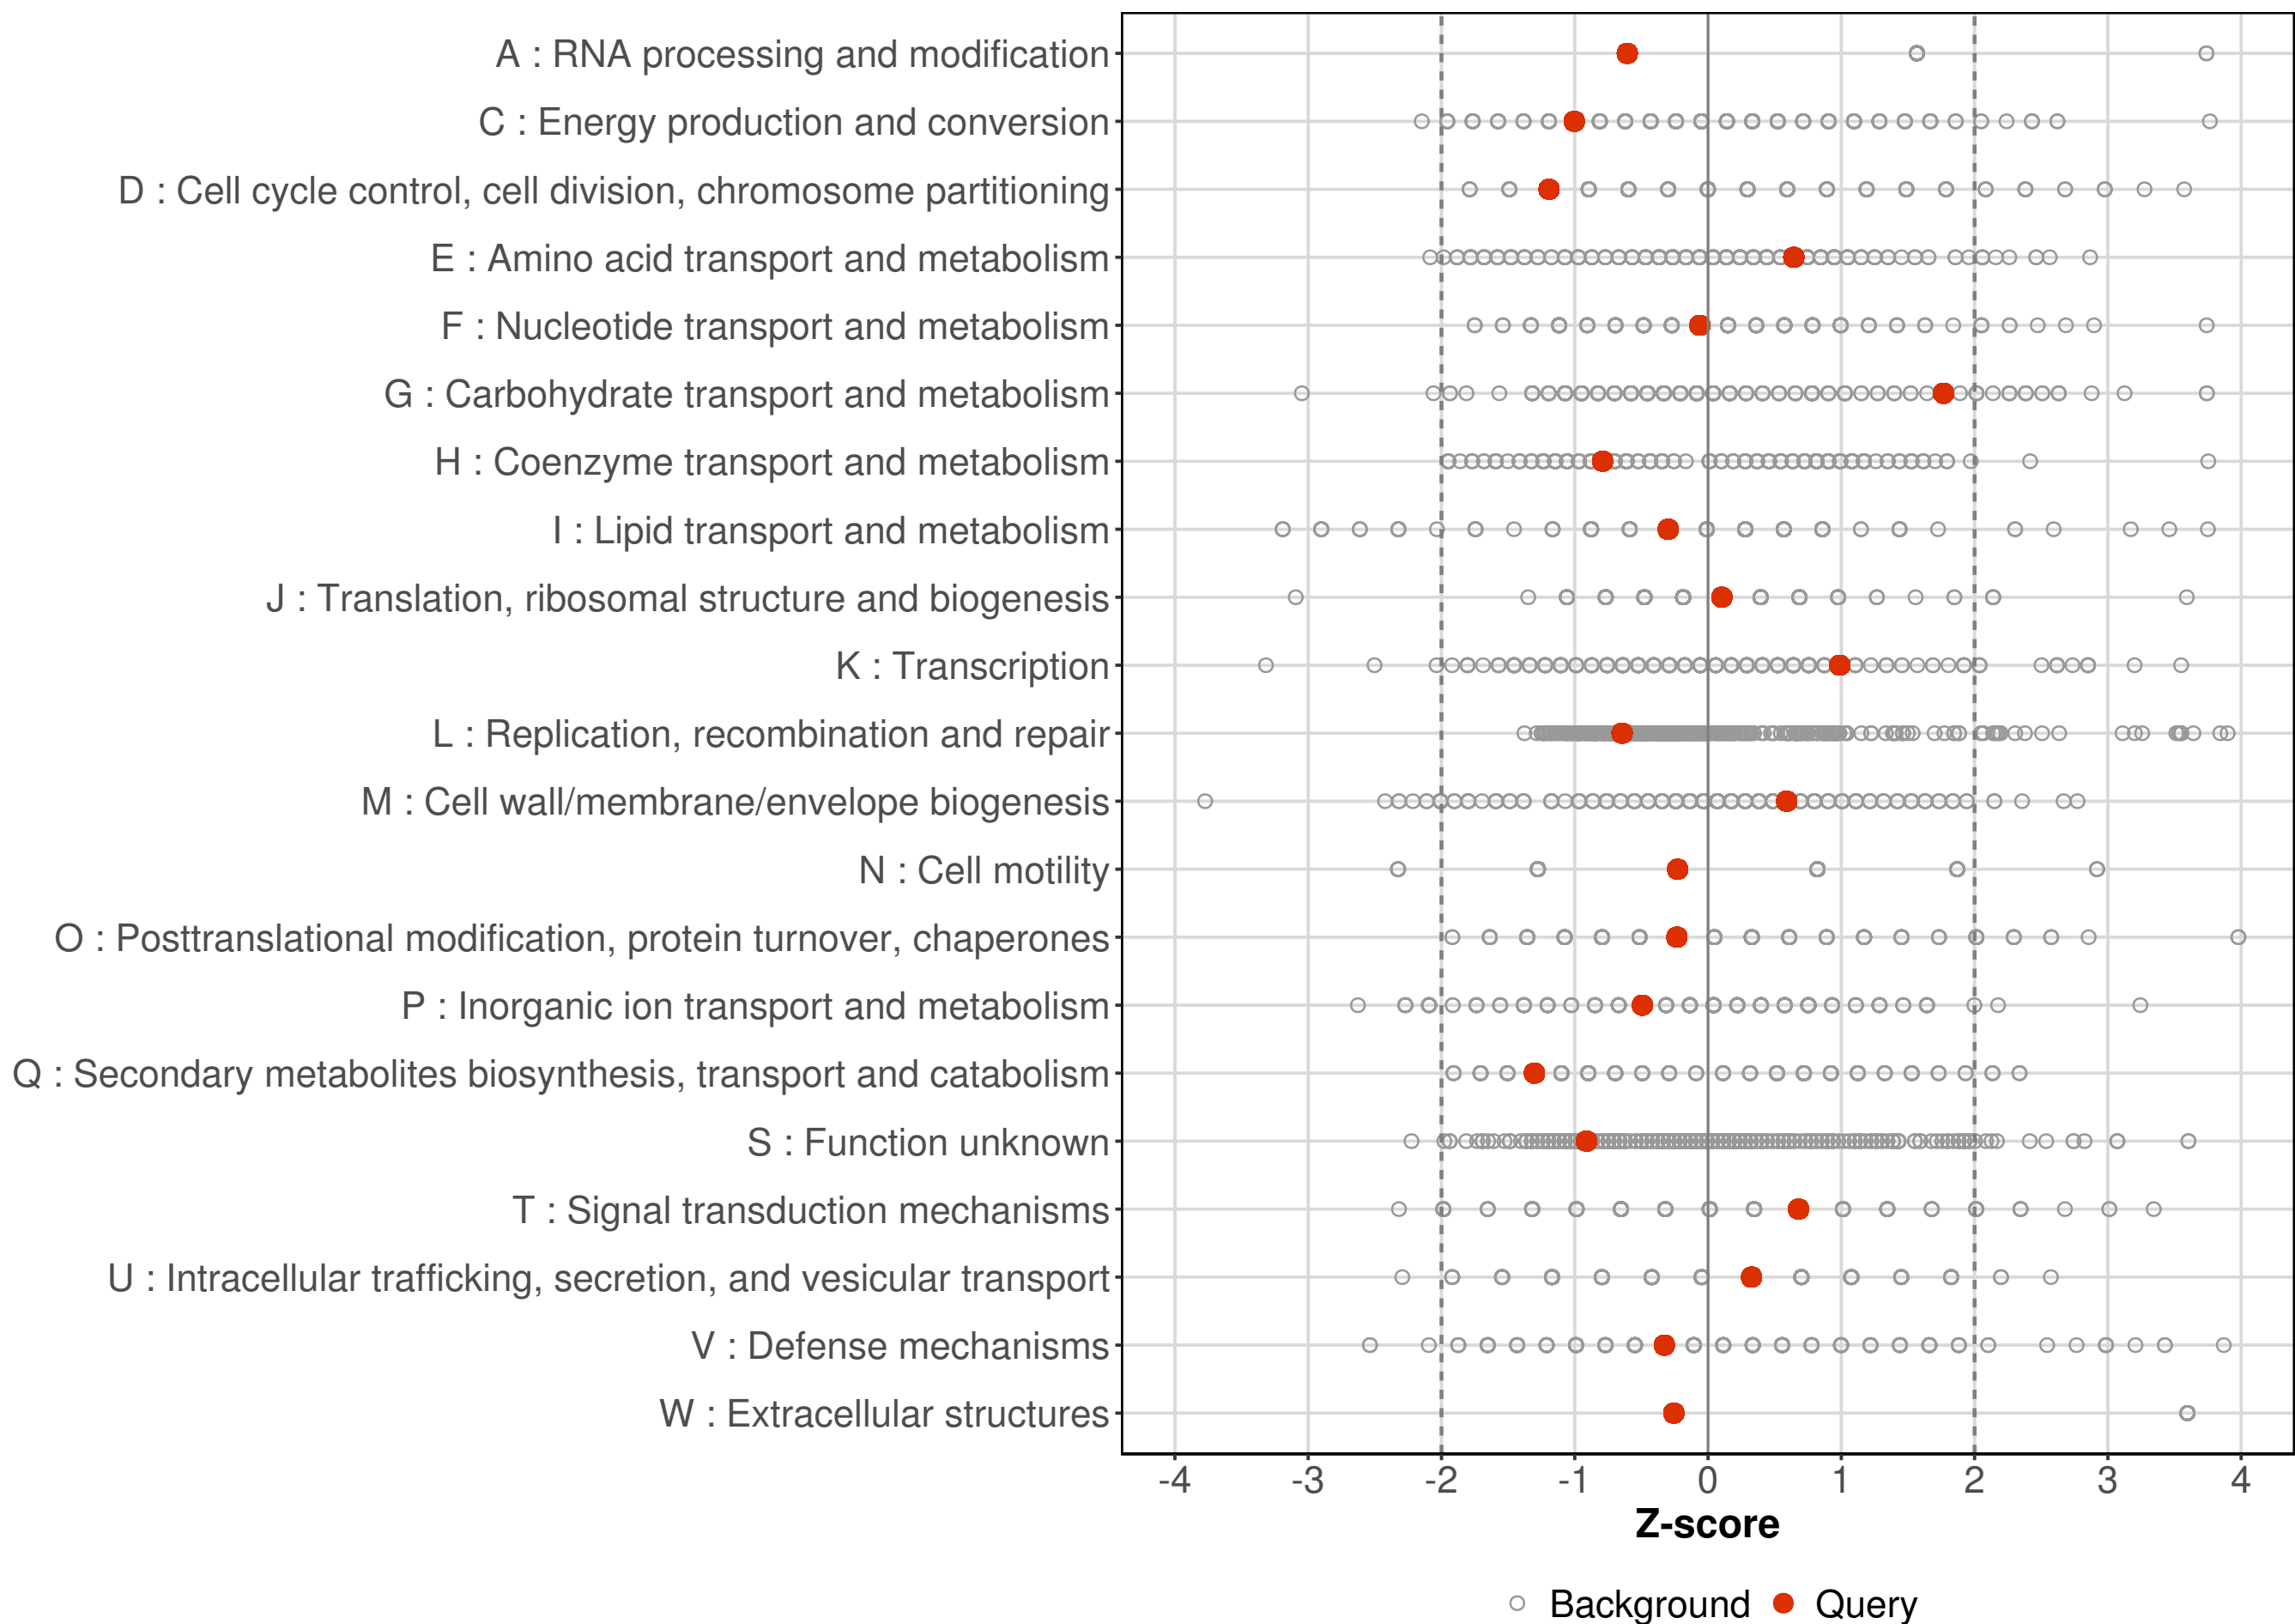 A : RNA processing and modification
C : Energy production and conversion
D : Cell cycle control, cell division, chromosome partitioning
E : Amino acid transport and metabolism
F : Nucleotide transport and metabolism
G : Carbohydrate transport and metabolism
H : Coenzyme transport and metabolism
I : Lipid transport and metabolism
J : Translation, ribosomal structure and biogenesis
K : Transcription
L : Replication, recombination and repair
M : Cell wall/membrane/envelope biogenesis
N : Cell motility
O : Posttranslational modification, protein turnover, chaperones
P : Inorganic ion transport and metabolism
Q : Secondary metabolites biosynthesis, transport and catabolism
S : Function unknown
T : Signal transduction mechanisms
U : Intracellular trafficking, secretion, and vesicular transport
V : Defense mechanisms
W : Extracellular structures
-4 -3 -2 -1 0 1 2 3 4
Z-score
Background Query